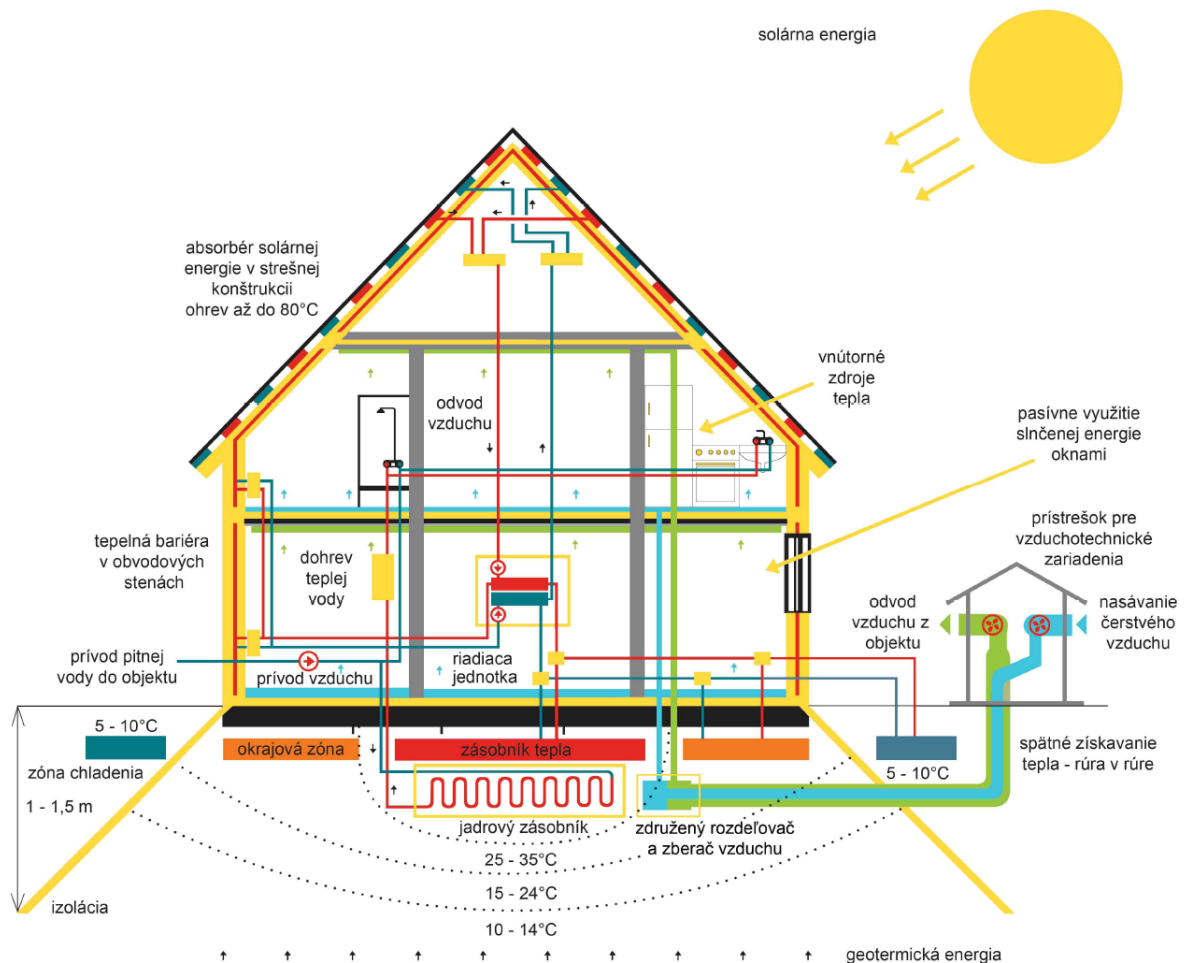 solárna energia
absorbér solárnej
energie v strešnej
konštrukcii
ohrev až do 80°C
vnútorné
zdroje
tepla
odvod
vzduchu
pasívne využitie
slnčenej energie
oknami
tepelná bariéra
v obvodových
stenách
dohrev
teplej
vody
prístrešok pre
vzduchotechnické
zariadenia
odvod
vzduchu z
objektu
nasávanie
čerstvého
vzduchu
prívod pitnej
vody do objektu
prívod vzduchu
riadiaca
jednotka
5 - 10°C
okrajová zóna
zásobník tepla
zóna chladenia
5 - 10°C
spätné získavanie
tepla - rúra v rúre
1 - 1,5 m
jadrový zásobník
združený rozdeľovač
a zberač vzduchu
25 - 35°C
15 - 24°C
izolácia
10 - 14°C
geotermická energia